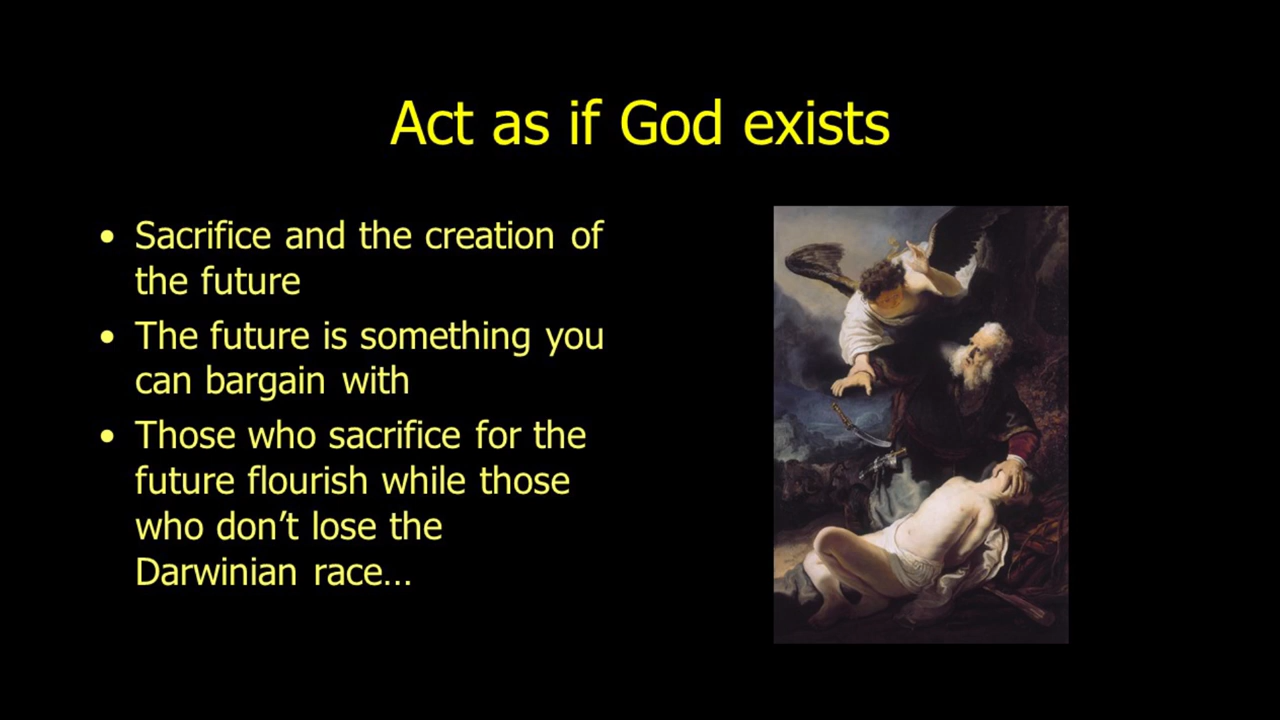 Act as if God exists
• Sacrifice and the creation of
the future
• The future is something you
can bargain with
• Those who sacrifice for the
future flourish while those
who don’t lose the
Darwinian race…